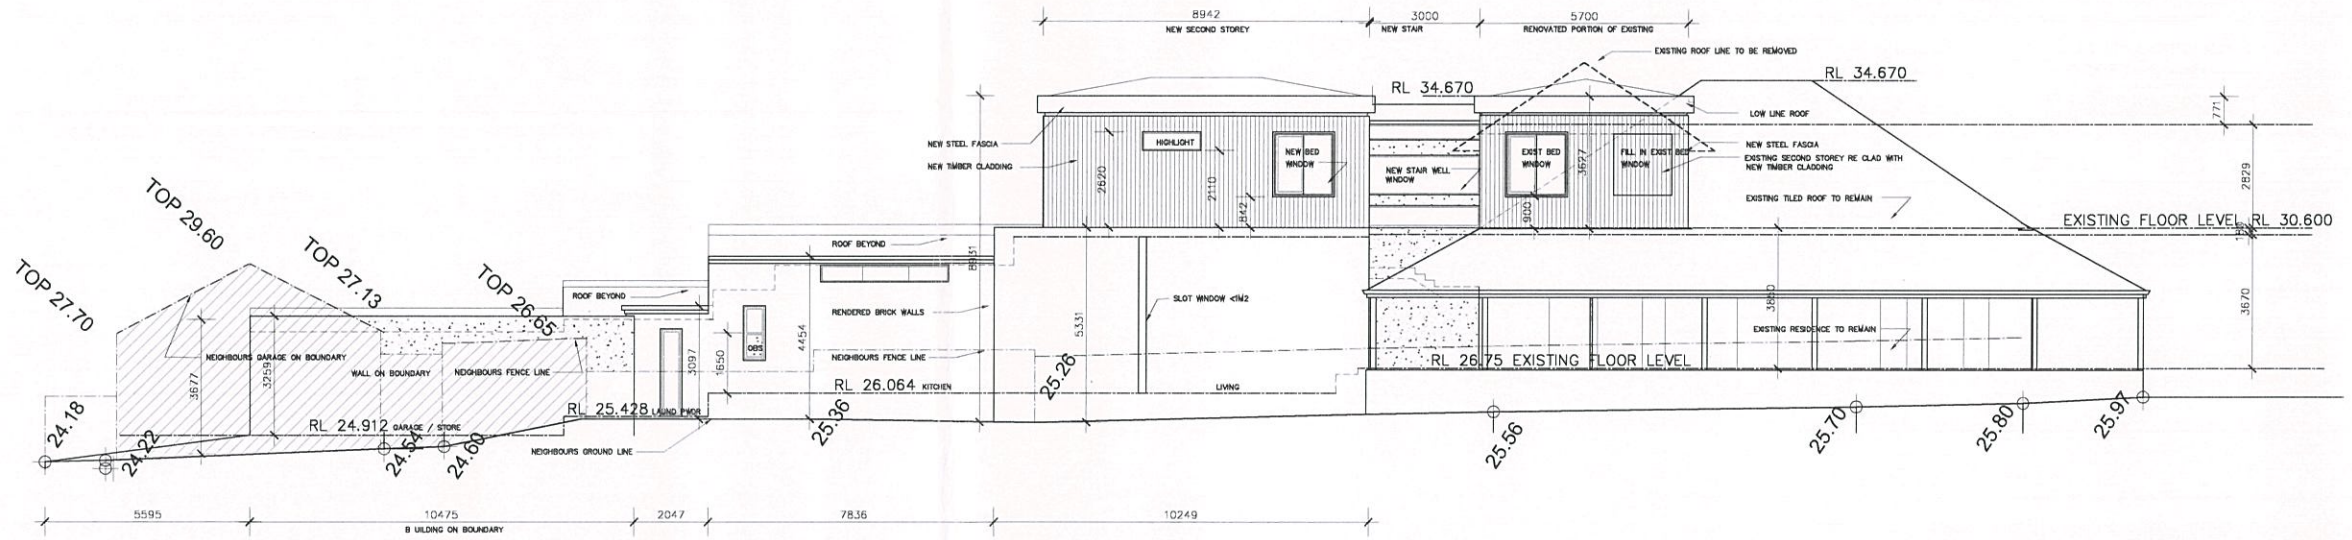 8942
3000
5700
NEW SECOND STOREY
NEW STAIR
RENOVATED PORTION OF EXISTING
EXISTING ROOF LINE TO BE REMOVED
RL 34.670
RL 34.670
771
LOW LINE ROOF
NEW STEEL FASCIA
NEW TIMBER CLADDING
HIGHLIGHT
NEW BED
WINDOW
2620
2110
842
NEW STAIR WELL
WINDOW
EXIST BED
WINDOW
900
3627
FILL IN EXIST BED
WINDOW
NEW STEEL FASCIA
EXISTING SECOND STOREY RE CLAD WITH
NEW TIMBER CLADDING
EXISTING TILED ROOF TO REMAIN
2829
EXISTING FLOOR LEVEL RL 30.600
TOP 29.60
TOP 27.13
TOP 26.65
TOP 27.70
ROOF BEYOND
ROOF BEYOND
8931
SLOT WINDOW <1M2
RENDERED BRICK WALLS
5331
3850
3670
EXISTING RESIDENCE TO REMAIN
NEIGHBOURS GARAGE ON BOUNDARY
WALL ON BOUNDARY
NEIGHBOURS FENCE LINE
3677
3259
OBS
3097
1650
4454
NEIGHBOURS FENCE LINE
RL 26.75 EXISTING FLOOR LEVEL
RL 26.064 KITCHEN
LIVING
RL 25.428 LAUND PWDR
RL 24.912 GARAGE / STORE
NEIGHBOURS GROUND LINE
24.18
24.22
24.54
24.60
25.36
25.26
25.56
25.70
25.80
25.97
5595
10475
2047
7836
10249
B UILDING ON BOUNDARY